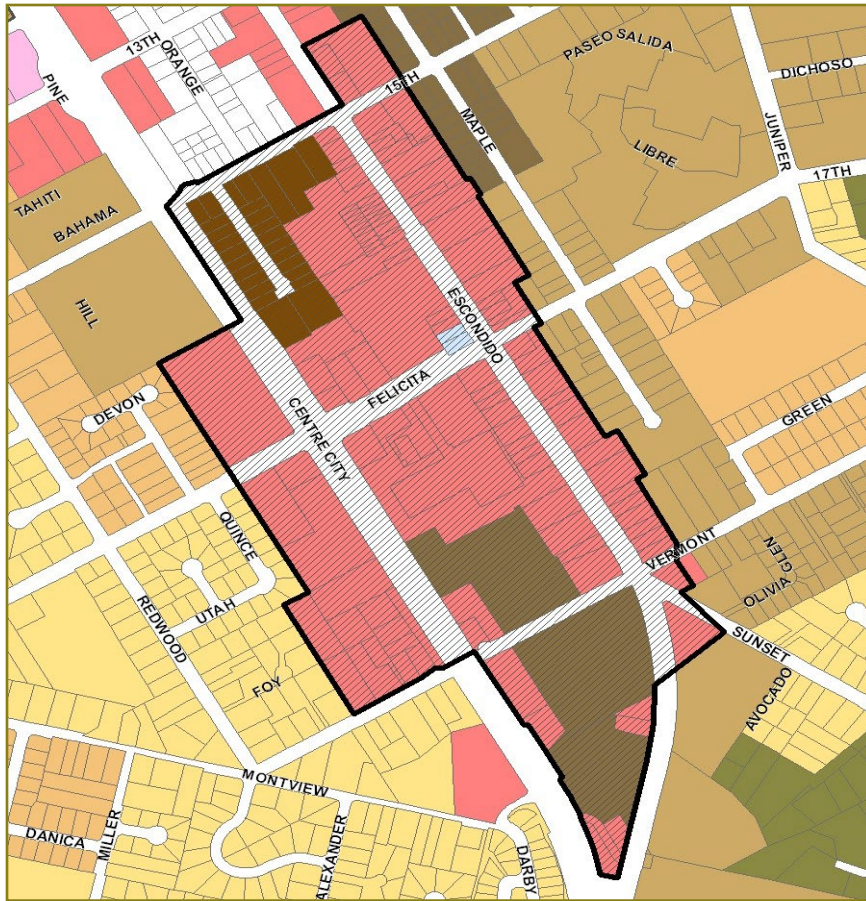 13TH
ORANGE
PINE
15TH
PASEO SALIDA
DICHOSO
MAPLE
JUNIPER
LIBRE
17TH
TAHITI
BAHAMA
HILL
ESCONDIDO
FELICITA
DEVON
CENTRE CITY
GREEN
QUINCE
UTAH
REDWOOD
VERMONT
GLEN
OLIVIA
SUNSET
FOY
AVOCADO
MONTVIEW
DANICA
MILLER
ALEXANDER
DARBY